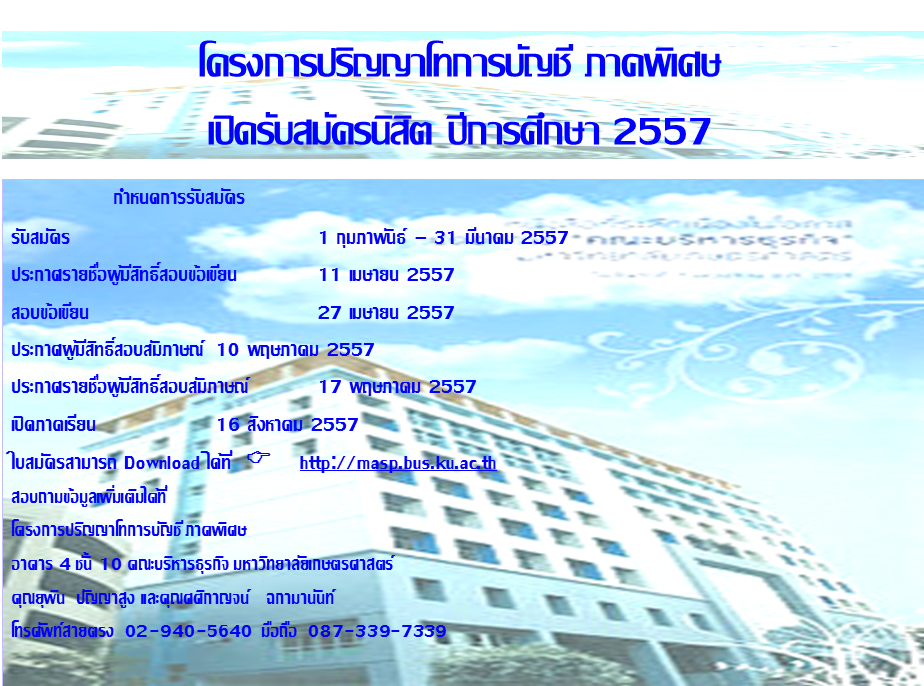 โครงการปริญญาโทการบัญชี ภาคพิเศษ
เปิดรับสมัครนิสิต ปีการศึกษา 2557
กำหนดการรับสมัคร
รับสมัคร 1 กุมภาพันธ์ – 31 มีนาคม 2557
ประกาศรายชื่อผู้มีสิทธิ์สอบข้อเขียน 11 เมษายน 2557
สอบข้อเขียน 27 เมษายน 2557
ประกาศผู้มีสิทธิ์สอบสัมภาษณ์ 10 พฤษภาคม 2557
ประกาศรายชื่อผู้มีสิทธิ์สอบสัมภาษณ์ 17 พฤษภาคม 2557
เปิดภาคเรียน 16 สิงหาคม 2557
ใบสมัครสามารถ Download ได้ที่ http://masp.bus.ku.ac.th
สอบถามข้อมูลเพิ่มเติมได้ที่
โครงการปริญญาโทการบัญชี ภาคพิเศษ
อาคาร 4 ชั้น 10 คณะบริหารธุรกิจ มหาวิทยาลัยเกษตรศาสตร์
คุณยุพิน ปัญญาสูง และคุณศศิกาญจน์ ฉกามานนท์
โทรศัพท์สายตรง 02-940-5640 มือถือ 087-339-7339